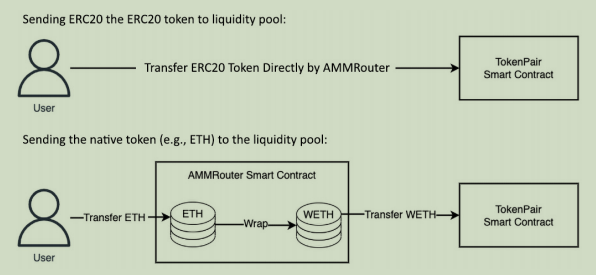 Sending ERC20 the ERC20 token to liquidity pool:
Transfer ERC20 Token Directly by AMMRouter
TokenPair
Smart Contract
User
Sending the native token (e.g., ETH) to the liquidity pool:
AMMRouter Smart Contract
Transfer ETH
ETH
Wrap
WETH
Transfer WETH
TokenPair
Smart Contract
User